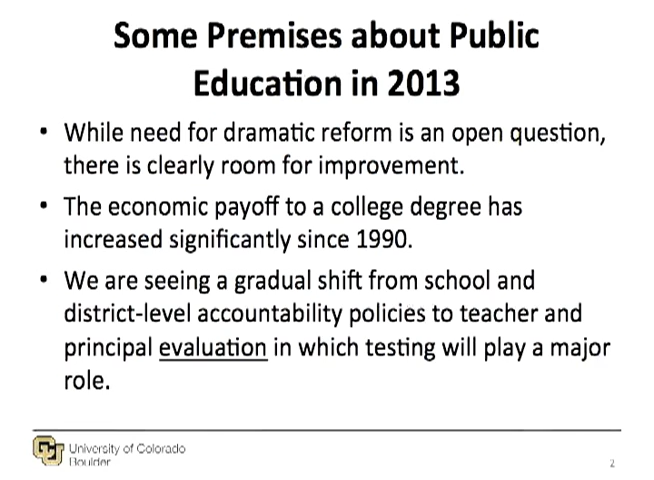 Some Premises about Public
Education in 2013
• While need for dramatic reform is an open question,
there is clearly room for improvement.
• The economic payoff to a college degree has
increased significantly since 1990.
• We are seeing a gradual shift from school and
district-level accountability policies to teacher and
principal evaluation in which testing will play a major
role.
University of Colorado
Boulder
2